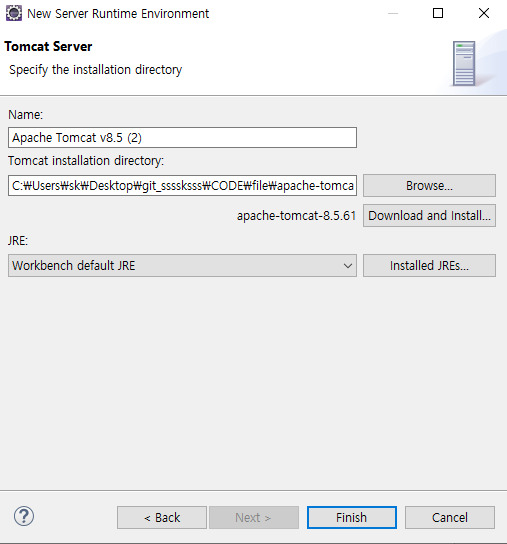 New Server Runtime Environment
Tomcat Server
Specify the installation directory
Name:
Apache Tomcat v8.5 (2)
Tomcat installation directory:
C:₩Users₩sk₩Desktop₩git_sssksss₩CODE₩file₩apache-tomca
Browse...
apache-tomcat-8.5.61
Download and Install...
JRE:
Workbench default JRE
Installed JREs...
?
< Back
Next >
Finish
Cancel